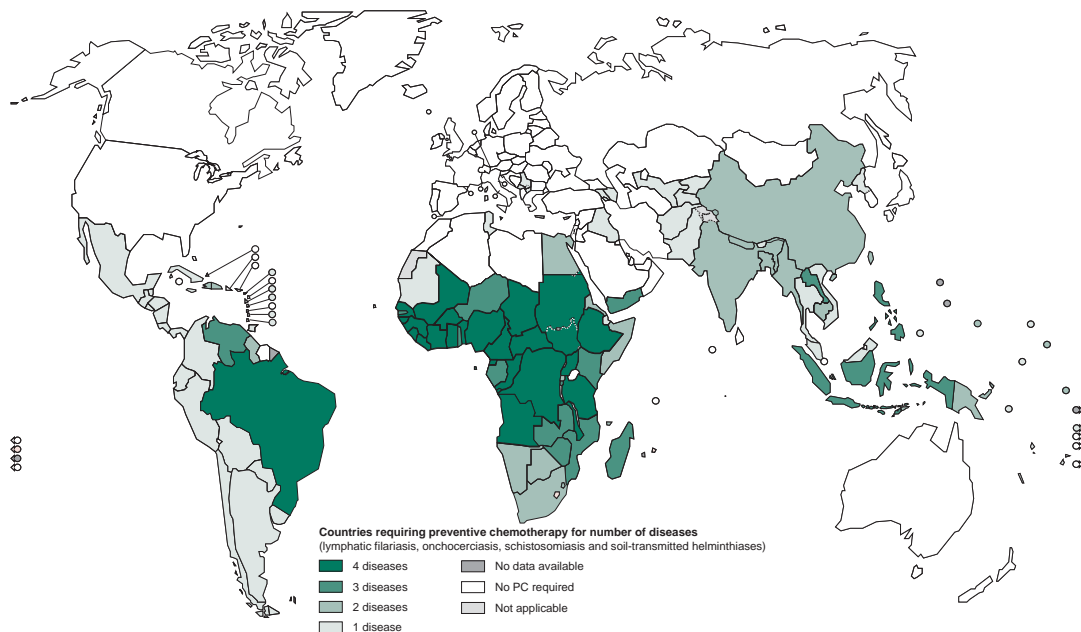 Countries requiring preventive chemotherapy for number of diseases
(lymphatic filariasis, onchocerciasis, schistosomiasis and soil-transmitted helminthiases)
4 diseases
3 diseases
2 diseases
1 disease
No data available
No PC required
Not applicable